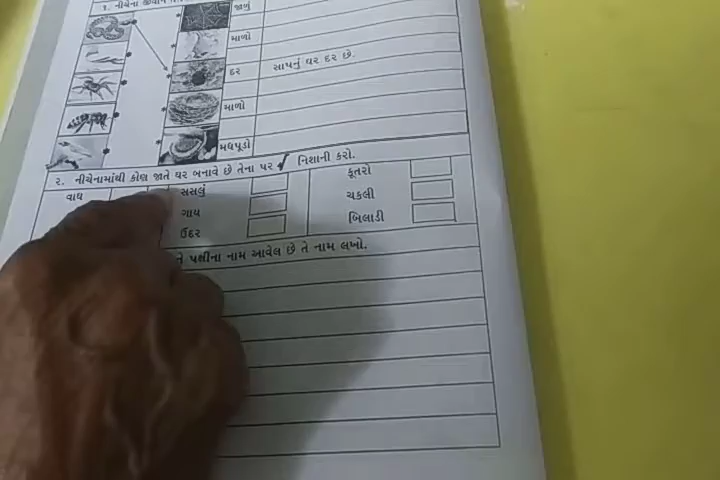 ૧. નીચેના
જાળું
માળો
દર
સાપનું ઘર દર છે.
માળો
મધપૂડો
૨. નીચેનામાંથી કોણ જાતે ઘર બનાવે છે તેના પર ✓ નિશાની કરો.
વાઘ સસલું કૂતરો
ગાય ચકલી
ઉંદર બિલાડી
તે પક્ષીના નામ આવેલ છે તે નામ લખો.